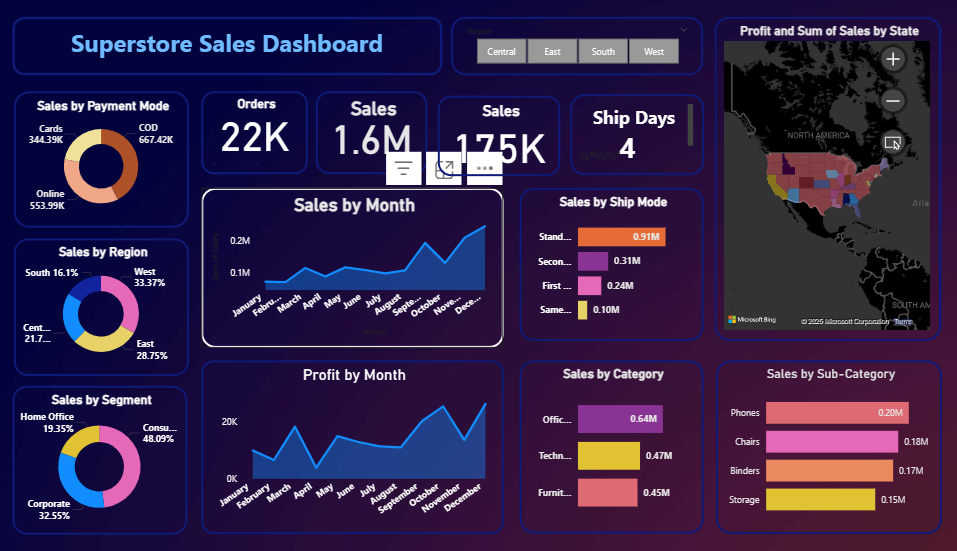 Superstore Sales Dashboard
Region
Central
East
South
West
Profit and Sum of Sales by State
NORTH AMERICA
SOUTH AM
Microsoft Bing
© 2025 Microsoft Corporation
Terms
Sales by Payment Mode
Cards
344.39K
COD
667.42K
Online
553.99K
Orders
22K
Sales
1.6M
Sales
175K
Ship Days
4
Sales by Region
South 16.1%
West
33.37%
Cent...
21.7...
East
28.75%
Sales by Month
Sum of Sales
0.2M
0.1M
January
Febru...
March
April
May
June
July
August
Septe...
October
Nove...
Dece...
Month
Sales by Ship Mode
Stand...
0.91M
Secon...
0.31M
First ...
0.24M
Same...
0.10M
Sales by Segment
Home Office
19.35%
Consu...
48.09%
Corporate
32.55%
Profit by Month
20K
0K
January
February
March
April
May
June
July
August
September
October
November
December
Sales by Category
Offic...
0.64M
Techn...
0.47M
Furnit...
0.45M
Sales by Sub-Category
Phones
0.20M
Chairs
0.18M
Binders
0.17M
Storage
0.15M